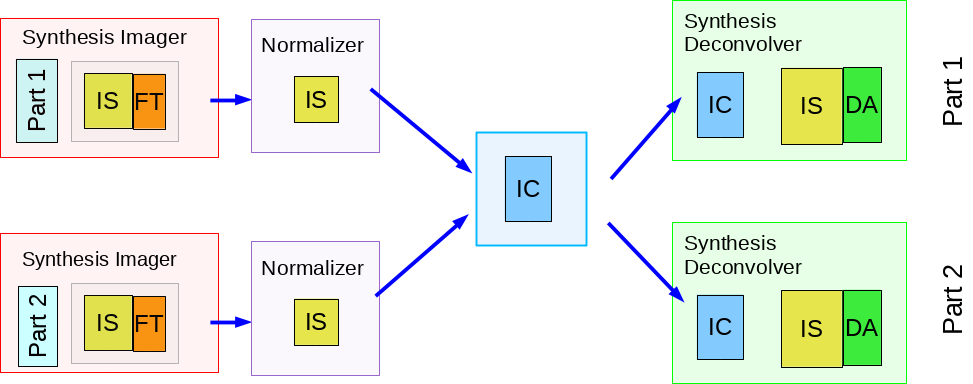 Synthesis Imager
Part 1
IS
FT
Normalizer
IS
Synthesis
Deconvolver
IC
IS
DA
Part 1
IC
Synthesis Imager
Part 2
IS
FT
Normalizer
IS
Synthesis
Deconvolver
IC
IS
DA
Part 2